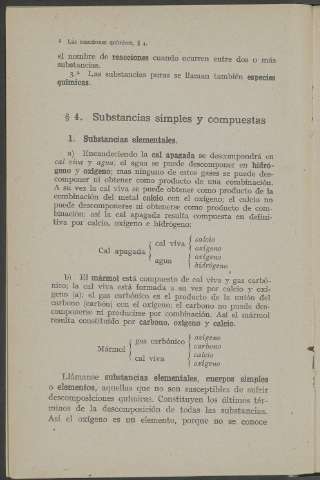 2 Las reacciones químicas, § 4.
el nombre de reacciones cuando ocurren entre dos o más
substancias.
3.º Las substancias puras se llaman también especies
químicas.
§ 4. Substancias simples y compuestas
1. Substancias elementales.
a) Encandeciendo la cal apagada se descompondrá en
cal viva y agua; el agua se puede descomponer en hidró-
geno y oxígeno; mas ninguno de estos gases se puede des-
componer ni obtener como producto de una combinación.
A su vez la cal viva se puede obtener como producto de la
combinación del metal calcio con el oxígeno; el calcio no
puede descomponerse ni obtenerse como producto de com-
binación; así la cal apagada resulta compuesta en defini-
tiva por calcio, oxígeno e hidrógeno:
Cal apagada { cal viva { calcio
oxígeno
agua { oxígeno
hidrógeno
b) El mármol está compuesto de cal viva y gas carbó-
nico; la cal viva está formada a su vez por calcio y oxí-
geno (a); el gas carbónico es el producto de la unión del
carbono (carbón) con el oxígeno; el carbono no puede des-
componerse ni producirse por combinación. Así el mármol
resulta constituído por carbono, oxígeno y calcio.
Mármol { gas carbónico { oxígeno
carbono
cal viva { calcio
oxígeno
Llámanse substancias elementales, cuerpos simples
o elementos, aquellas que no son susceptibles de sufrir
descomposiciones químicas. Constituyen los últimos tér-
minos de la descomposición de todas las substancias.
Así el oxígeno es un elemento, porque no se conoce